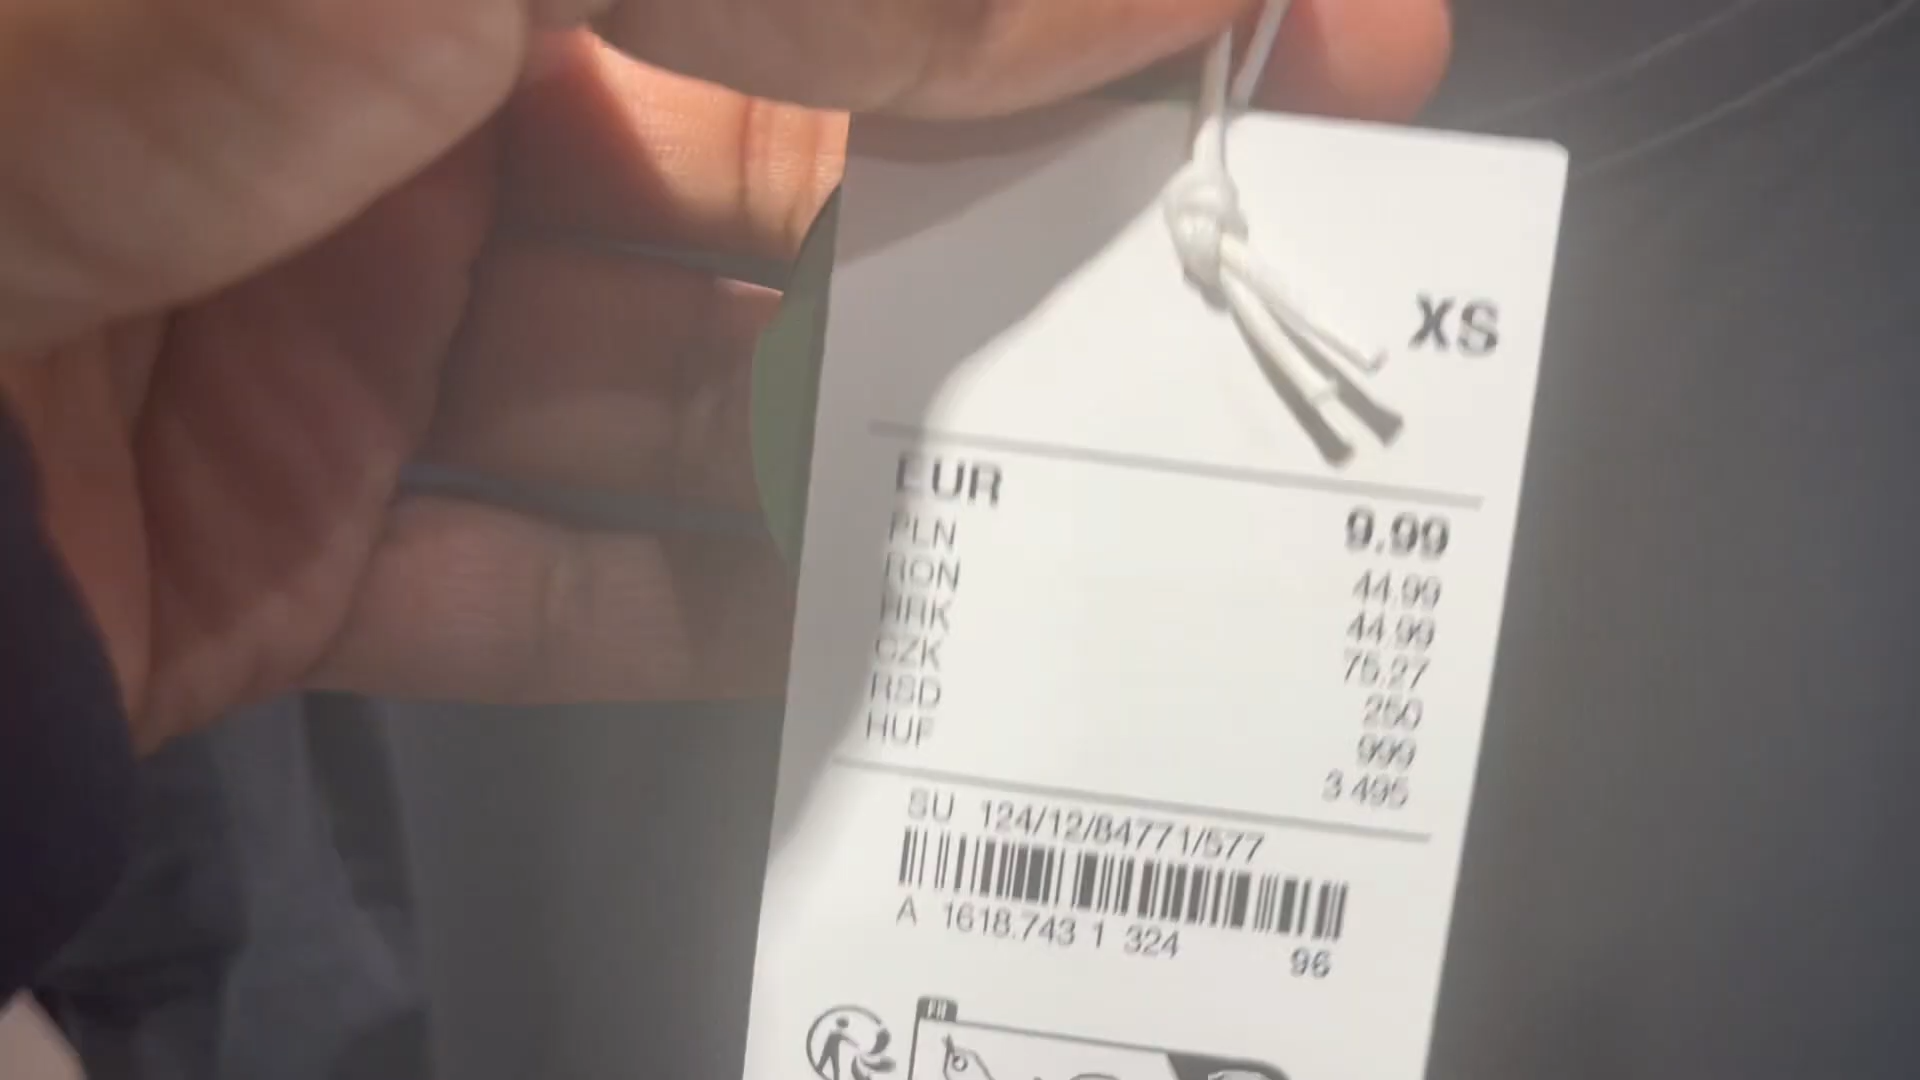 XS
EUR 9.99
PLN 44.99
RON 44.99
HRK 75.27
CZK 250
RSD 999
HUF 3 495
SU 124/12/84771/577
A 1618.743 1 324 96
FR